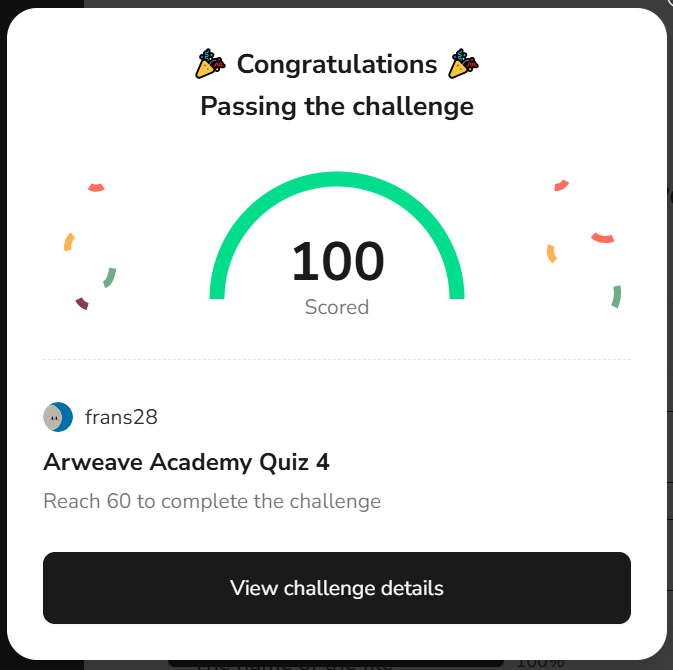 🎉 Congratulations 🎉
Passing the challenge
100
Scored
frans28
Arweave Academy Quiz 4
Reach 60 to complete the challenge
View challenge details
100%